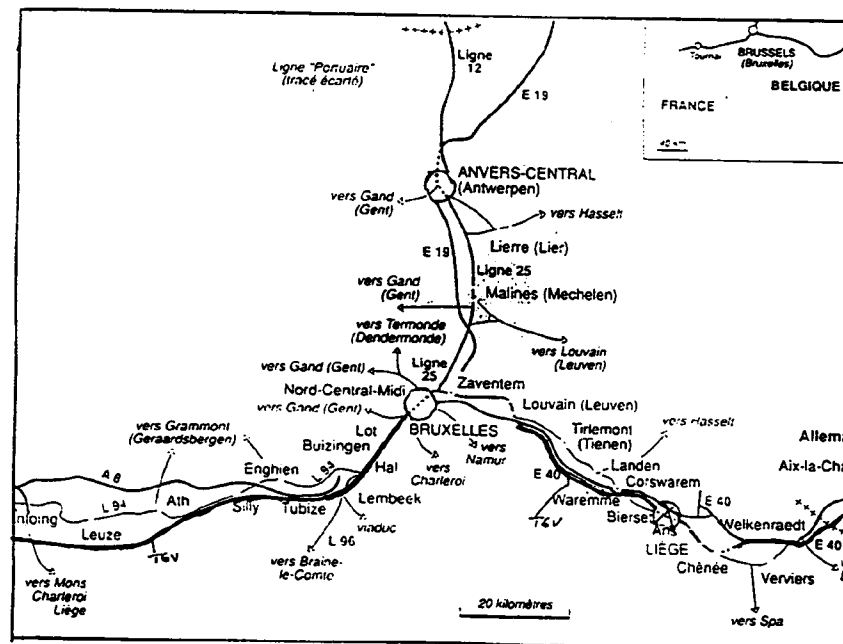 Ligne "Portuaire"
(tracé écarté)
Ligne
12
E 19
Tournai
BRUSSELS
(Bruxelles)
BELGIQUE
FRANCE
40 km
ANVERS-CENTRAL
(Antwerpen)
vers Gand
(Gent)
vers Hasselt
E 19
Lierre (Lier)
Ligne 25
vers Gand
(Gent)
Malines (Mechelen)
vers Termonde
(Dendermonde)
vers Louvain
(Leuven)
vers Gand (Gent)
Ligne
25
Zaventem
Nord-Central-Midi
vers Gand (Gent)
BRUXELLES
Louvain (Leuven)
vers Hasselt
vers Grammont
(Geraardsbergen)
Lot
Buizingen
vers
Charleroi
vers
Namur
Tirlemont
(Tienen)
Allema
Aix-la-Cha
Enghien
L 94
Hal
Landen
Corswarem
A 8
E 40
E 40
L 94
Ath
Silly
Tubize
Lembeek
Waremme
Bierset
Ans
Welkenraedt
Leuze
TGV
viaduc
TGV
LIÈGE
E 40
L 96
Chênée
Verviers
vers Mons
Charleroi
Liège
vers Braine-
le-Comte
20 kilomètres
vers Spa